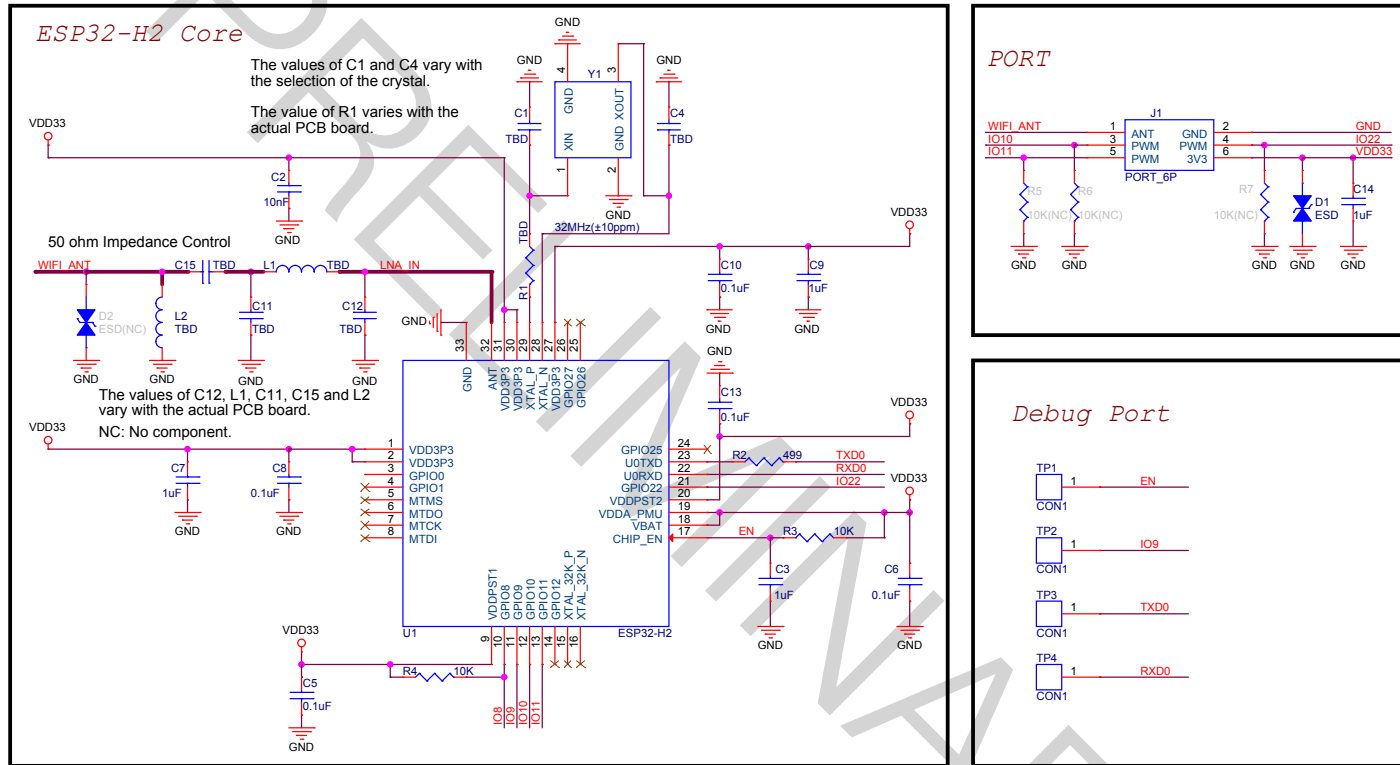 ESP32-H2 Core
The values of C1 and C4 vary with
the selection of the crystal.
The value of R1 varies with the
actual PCB board.
VDD33
C2
10nF
GND
GND
4
3
Y1
GND
XOUT
XIN
GND
1
2
GND
32MHz(±10ppm)
GND
C1
TBD
GND
C4
TBD
TBD
R1
VDD33
C10
0.1uF
GND
C9
1uF
GND
50 ohm Impedance Control
WIFI_ANT
C15
TBD
L1
TBD
LNA_IN
D2
ESD(NC)
GND
L2
TBD
GND
C11
TBD
GND
C12
TBD
GND
The values of C12, L1, C11, C15 and L2
vary with the actual PCB board.
NC: No component.
GND
33
32
31
30
29
28
27
26
25
GND
ANT
VDD3P3
VDD3P3
XTAL_P
XTAL_N
VDD3P3
GPIO27
GPIO26
GND
C13
0.1uF
VDD33
VDD33
C7
1uF
GND
C8
0.1uF
GND
1 VDD3P3
2 VDD3P3
3 GPIO0
4 GPIO1
5 MTMS
6 MTDO
7 MTCK
8 MTDI
GPIO25 24
U0TXD 23 R2 499 TXD0
U0RXD 22 RXD0
GPIO22 21 IO22
VDDPST2 20
VDDA_PMU 19
VBAT 18
CHIP_EN 17 EN R3 10K
VDD33
C3
1uF
GND
C6
0.1uF
GND
VDDPST1
GPIO8
GPIO9
GPIO10
GPIO11
GPIO12
XTAL_32K_P
XTAL_32K_N
U1
ESP32-H2
9
10
11
12
13
14
15
16
VDD33
R4
10K
C5
0.1uF
GND
IO8
IO9
IO10
IO11
PORT
J1
WIFI_ANT 1 ANT GND 2 GND
IO10 3 PWM PWM 4 IO22
IO11 5 PWM 3V3 6 VDD33
PORT_6P
R5
10K(NC)
GND
R6
10K(NC)
GND
R7
10K(NC)
GND
D1
ESD
GND
C14
1uF
GND
Debug Port
TP1
1 EN
CON1
TP2
1 IO9
CON1
TP3
1 TXD0
CON1
TP4
1 RXD0
CON1